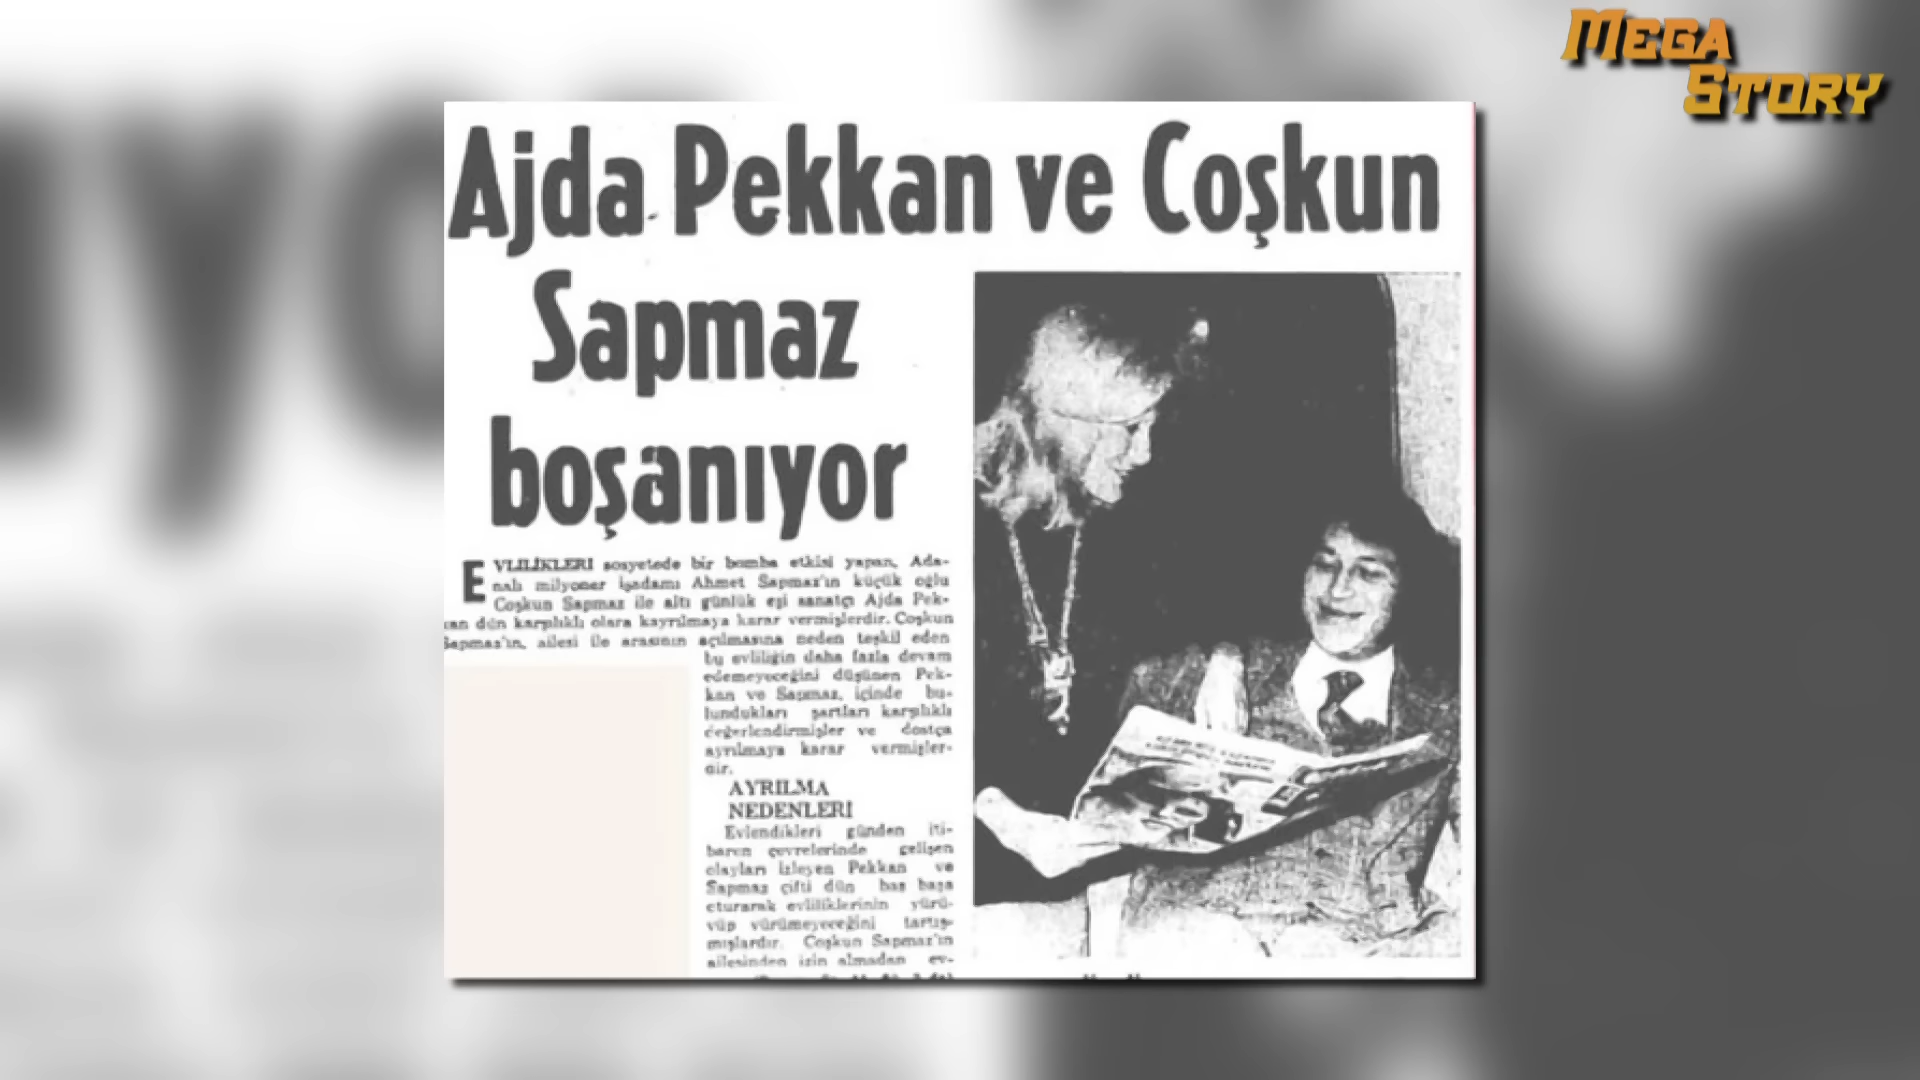 MEGA
STORY
Ajda Pekkan ve Coşkun
Sapmaz
boşanıyor
EVLİLİKLERİ sosyetede bir bomba etkisi yapan, Ada-
nalı milyoner işadamı Ahmet Sapmaz'ın küçük oğlu
Coşkun Sapmaz ile altı günlük eşi sanatçı Ajda Pek-
kan dün karşılıklı olara kayrılmaya karar vermişlerdir. Coşkun
Sapmaz'ın, ailesi ile arasının açılmasına neden teşkil eden
bu evliliğin daha fazla devam
edemeyeceğini düşünen Pek-
kan ve Sapmaz, içinde bu-
lundukları şartları karşılıklı
değerlendirmişler ve dostça
ayrılmaya karar vermişler-
dir.
AYRILMA
NEDENLERİ
Evlendikleri günden iti-
baren çevrelerinde gelişen
olayları izleyen Pekkan ve
Sapmaz çifti dün baş başa
oturarak evliliklerinin yürü-
yüp yürümeyeceğini tartış-
mışlardır. Coşkun Sapmaz'ın
ailesinden izin almadan ev-